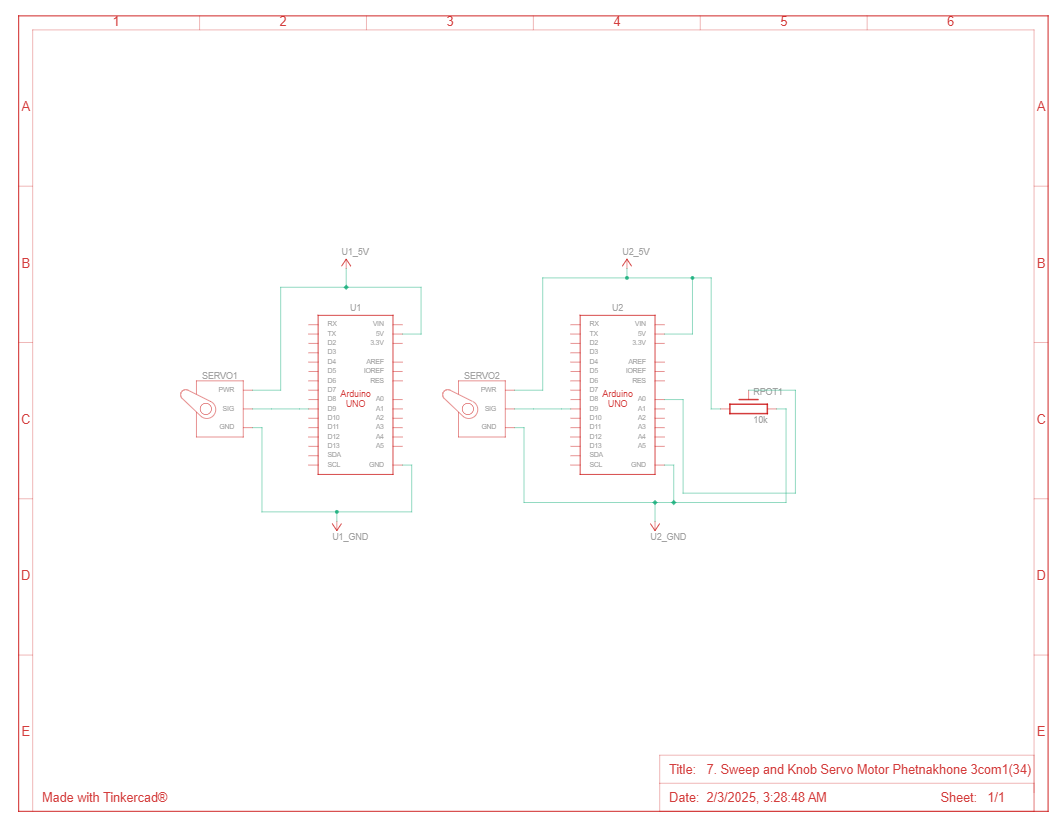 1 2 3 4 5 6
A A
B B
C C
D D
E E
U1_5V
U1
RX VIN
TX 5V
D2 3.3V
D3
D4 AREF
D5 IOREF
D6 RES
D7
Arduino
UNO
D8 A0
D9 A1
D10 A2
D11 A3
D12 A4
D13 A5
SDA
SCL GND
SERVO1
PWR
SIG
GND
U1_GND
U2_5V
U2
RX VIN
TX 5V
D2 3.3V
D3
D4 AREF
D5 IOREF
D6 RES
D7
Arduino
UNO
D8 A0
D9 A1
D10 A2
D11 A3
D12 A4
D13 A5
SDA
SCL GND
SERVO2
PWR
SIG
GND
U2_GND
RPOT1
10k
Title: 7. Sweep and Knob Servo Motor Phetnakhone 3com1(34)
Made with Tinkercad®
Date: 2/3/2025, 3:28:48 AM Sheet: 1/1